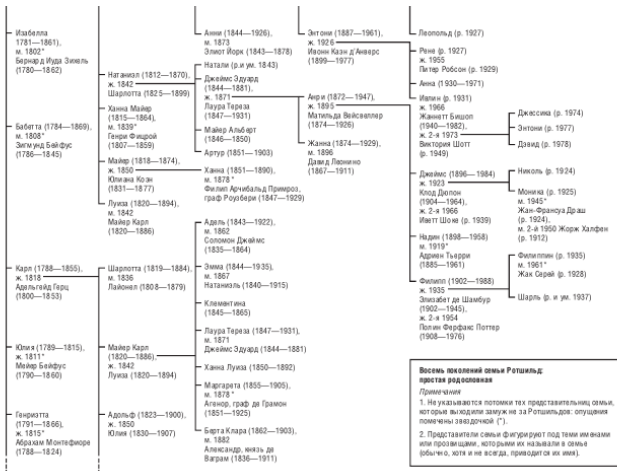 Изабелла
1781—1861),
м. 1802*
Бернард Иуда Зихель
(1780—1862)
Бабетта (1784—1869),
м. 1808*
Зигмунд Бейфус
(1786—1845)
Карл (1788—1855),
ж. 1818
Адельгейд Герц
(1800—1853)
Юлия (1789—1815),
ж. 1811*
Мейер Бейфус
(1790—1860)
Генриэтта
(1791—1866),
ж. 1815*
Абрахам Монтефиоре
(1788—1824)
Натаниэл (1812—1870),
ж. 1842
Шарлотта (1825—1899)
Ханна Майер
(1815—1864),
м. 1839*
Генри Фицрой
(1807—1859)
Майер (1818—1874),
ж. 1850
Юлиана Коэн
(1831—1877)
Луиза (1820—1894),
м. 1842
Майер Карл
(1820—1886)
Шарлотта (1819—1884),
м. 1836
Лайонел (1808—1879)
Майер Карл
(1820—1886),
ж. 1842
Луиза (1820—1894)
Адольф (1823—1900),
ж. 1850
Юлия (1830—1907)
Анни (1844—1926),
м. 1873
Элиот Йорк (1843—1878)
Натали (р.и ум. 1843)
Джеймс Эдуард
(1844—1881),
ж. 1871
Лаура Тереза
(1847—1931)
Майер Альберт
(1846—1850)
Артур (1851—1903)
Ханна (1851—1890),
м. 1878*
Филип Арчибальд Примроз,
граф Роузбери (1847—1929)
Адель (1843—1922),
м. 1862
Соломон Джеймс
(1835—1864)
Эмма (1844—1935),
м. 1867
Натаниэль (1840—1915)
Клементина
(1845—1865)
Лаура Тереза (1847—1931),
м. 1871
Джеймс Эдуард (1844—1881)
Ханна Луиза (1850—1892)
Маргарета (1855—1905),
м. 1878*
Агенор, граф де Грамон
(1851—1925)
Берта Клара (1862—1903),
м. 1882
Александр, князь де
Ваграм (1836—1911)
Энтони (1887—1961),
ж. 1926
Ивонн Каэн д'Анверс
(1899—1977)
Анри (1872—1947),
ж. 1895
Матильда Вейсвеллер
(1874—1926)
Жанна (1874—1929),
м. 1896
Давид Леонино
(1867—1911)
Леопольд (р. 1927)
Рене (р. 1927)
ж. 1955
Питер Робсон (р. 1929)
Анна (1930—1971)
Ивлин (р. 1931)
ж. 1966
Жаннетт Бишоп
(1940—1982),
ж. 2-я 1973
Виктория Шотт
(р. 1949)
Джеймс (1896—1984)
ж. 1923
Клод Дюпон
(1904—1964),
ж. 2-я 1966
Иветт Шоке (р. 1939)
Надин (1898—1958)
м. 1919*
Адриен Тьерри
(1885—1961)
Филипп (1902—1988)
ж. 1935
Элизабет де Шамбур
(1902—1945),
ж. 2-я 1954
Полин Ферфакс Поттер
(1908—1976)
Джессика (р. 1974)
Энтони (р. 1977)
Дэвид (р. 1978)
Николь (р. 1924)
Моника (р. 1925)
м. 1945*
Жан-Франсуа Драш
(р. 1924),
м. 2-й 1950 Жорж Халфен
(р. 1912)
Филиппин (р. 1935)
м. 1961*
Жак Серей (р. 1928)
Шарль (р. и ум. 1937)
Восемь поколений семьи Ротшильд:
простая родословная
Примечания
1. Не указываются потомки тех представительниц семьи,
которые выходили замуж не за Ротшильдов: опущения
помечены звездочкой (*).
2. Представители семьи фигурируют под теми именами
или прозвищами, которыми их называли в семье
(обычно, хотя и не всегда, приводится их имя).